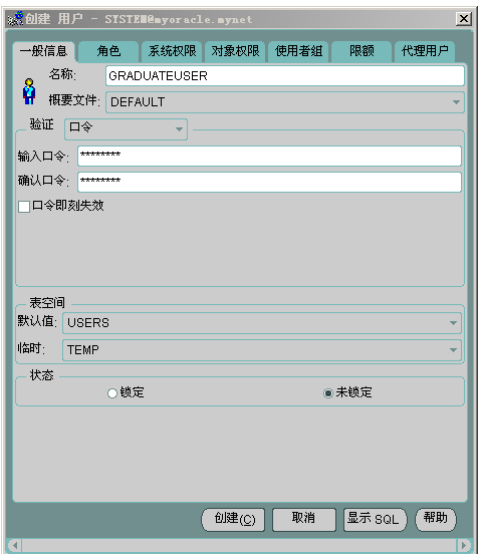 创建 用户 - SYSTEM@myoracle.mynet
一般信息 角色 系统权限 对象权限 使用者组 限额 代理用户
名称: GRADUATEUSER
概要文件: DEFAULT
验证 口令
输入口令: ********
确认口令: ********
口令即刻失效
表空间
默认值: USERS
临时: TEMP
状态
锁定 未锁定
创建(C) 取消 显示 SQL 帮助